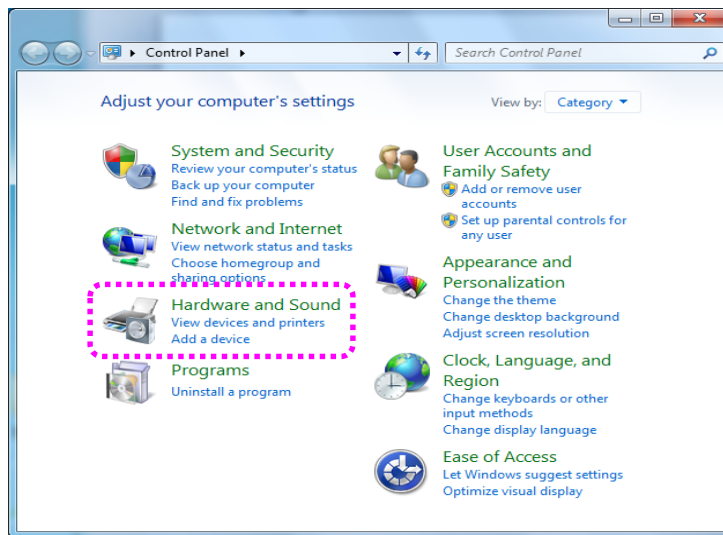 Control Panel
Search Control Panel
Adjust your computer's settings
View by: Category
System and Security
Review your computer's status
Back up your computer
Find and fix problems
Network and Internet
View network status and tasks
Choose homegroup and
sharing options
Hardware and Sound
View devices and printers
Add a device
Programs
Uninstall a program
User Accounts and
Family Safety
Add or remove user
accounts
Set up parental controls for
any user
Appearance and
Personalization
Change the theme
Change desktop background
Adjust screen resolution
Clock, Language, and
Region
Change keyboards or other
input methods
Change display language
Ease of Access
Let Windows suggest settings
Optimize visual display